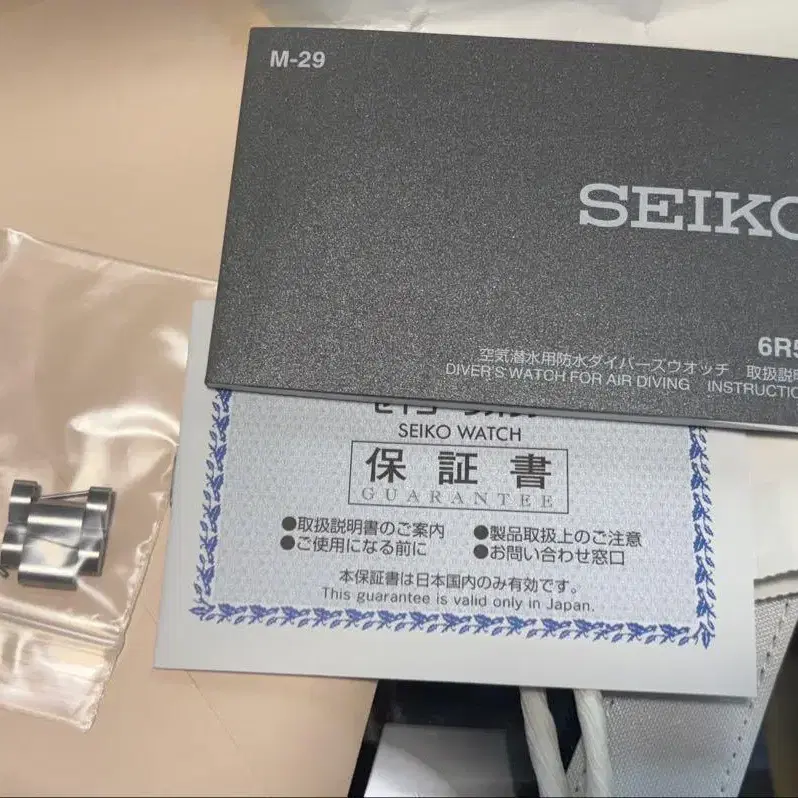 M-29
SEIKO
6R5
空気潜水用防水ダイバーズウオッチ 取扱説明
DIVER'S WATCH FOR AIR DIVING INSTRUCTIO
SEIKO WATCH
保証書
GUARANTEE
●取扱説明書のご案内 ●製品取扱上のご注意
●ご使用になる前に ●お問い合わせ窓口
本保証書は日本国内のみ有効です。
This guarantee is valid only in Japan.